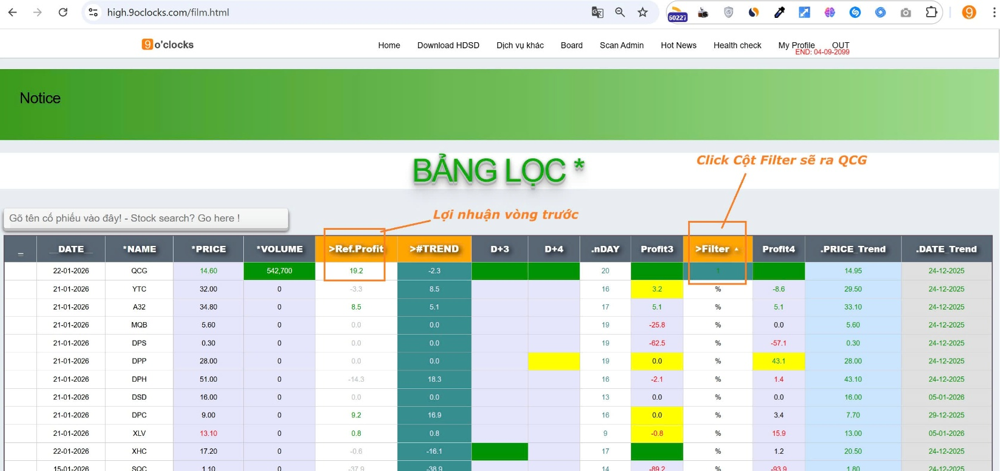 high.9oclocks.com/film.html
60227
9
9 o'clocks
Home Download HDSD Dịch vụ khác Board Scan Admin Hot News Health check My Profile OUT
END: 04-09-2099
Notice
BẢNG LỌC *
Click Cột Filter sẽ ra QCG
Lợi nhuận vòng trước
Gõ tên cổ phiếu vào đây! - Stock search? Go here !
_ __DATE__ *NAME *PRICE *VOLUME >Ref.Profit >#TREND D+3 D+4 .nDAY Profit3 >Filter Profit4 .PRICE_Trend .DATE_Trend
22-01-2026 QCG 14.60 542,700 19.2 -2.3 20 1 14.95 24-12-2025
21-01-2026 YTC 32.00 0 -3.3 8.5 16 3.2 % -8.6 29.50 24-12-2025
21-01-2026 A32 34.80 0 8.5 5.1 17 5.1 % 5.1 33.10 24-12-2025
21-01-2026 MQB 5.60 0 0.0 0.0 19 -25.8 % 0.0 5.60 24-12-2025
21-01-2026 DPS 0.30 0 0.0 0.0 19 -62.5 % -57.1 0.30 24-12-2025
21-01-2026 DPP 28.00 0 0.0 0.0 19 0.0 % 43.1 28.00 24-12-2025
21-01-2026 DPH 51.00 0 -14.3 18.3 16 -2.1 % 1.4 43.10 24-12-2025
21-01-2026 DSD 16.00 0 0.0 0.0 13 0.0 % 0.0 16.00 05-01-2026
21-01-2026 DPC 9.00 0 9.2 16.9 16 0.0 % 3.4 7.70 29-12-2025
21-01-2026 XLV 13.10 0 0.8 0.8 9 -0.8 % 15.9 13.00 05-01-2026
22-01-2026 XHC 17.20 0 -0.6 -16.1 17 % 1.2 20.50 24-12-2025
15-01-2026 SQC 1.10 0 -37.9 -38.9 14 -89.2 % -93.9 1.80 24-12-2025